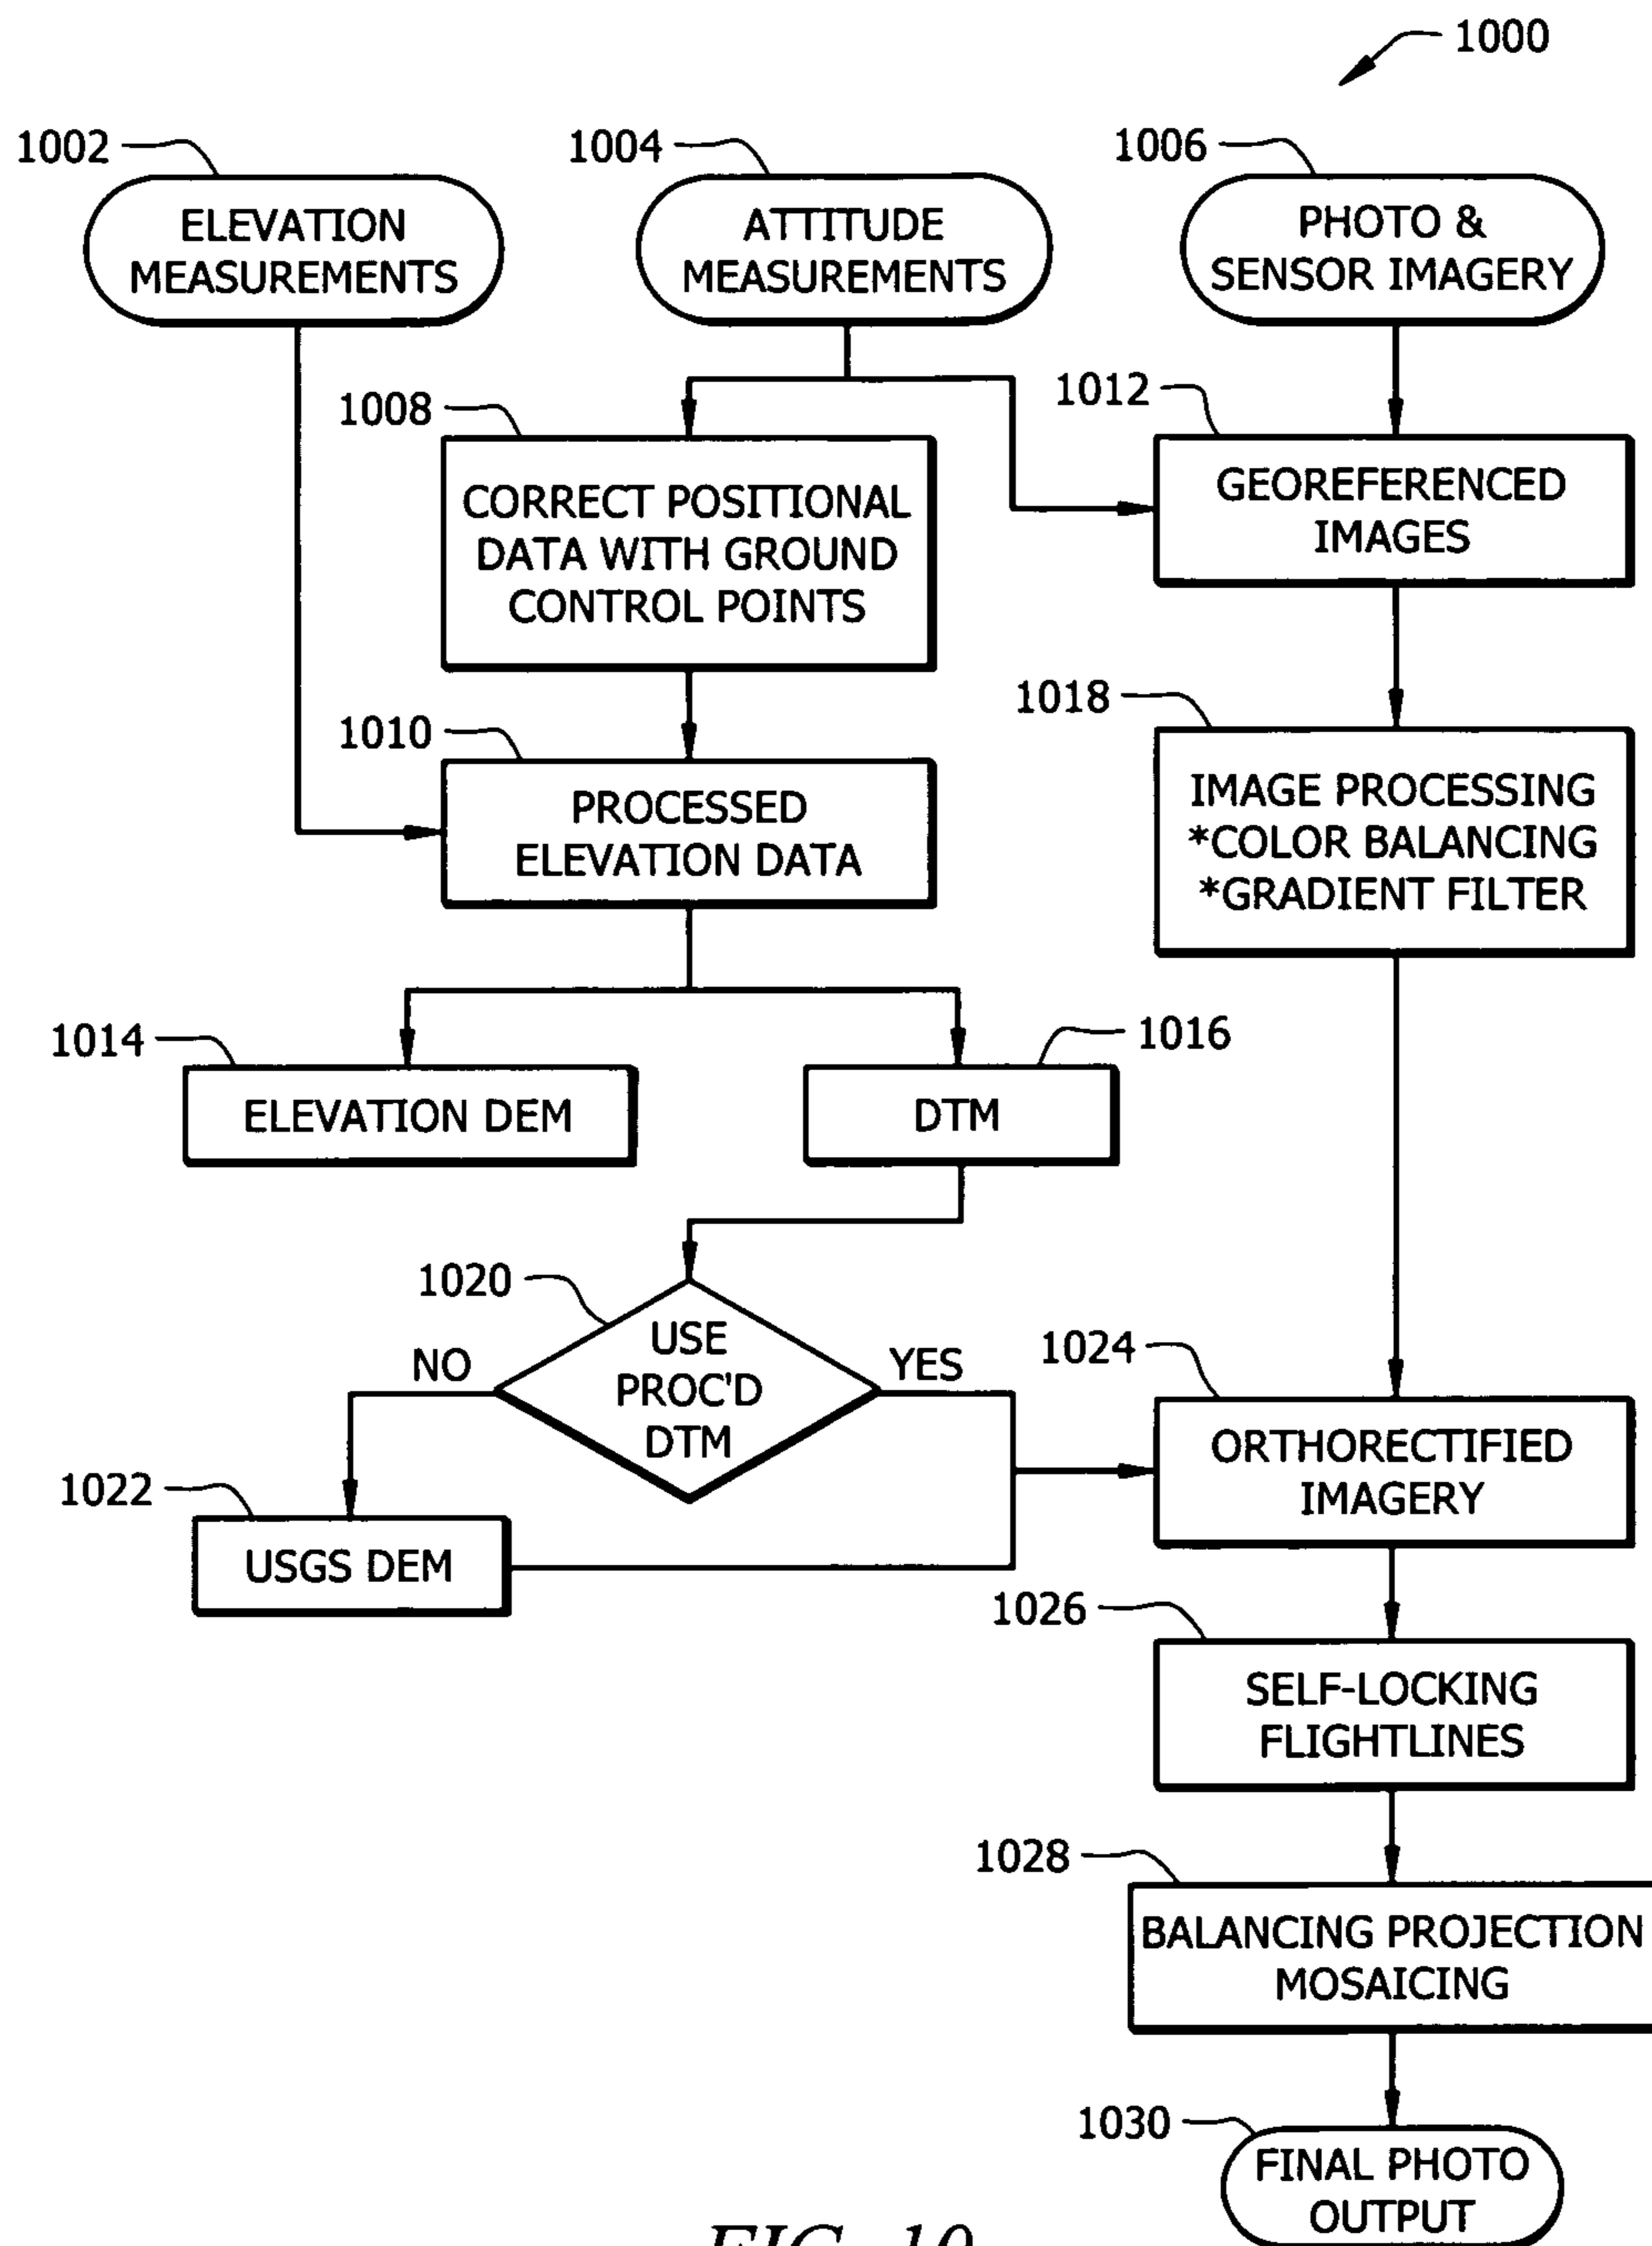 1000
1002
ELEVATION
MEASUREMENTS
1004
ATTITUDE
MEASUREMENTS
1006
PHOTO &
SENSOR IMAGERY
1008
CORRECT POSITIONAL
DATA WITH GROUND
CONTROL POINTS
1012
GEOREFERENCED
IMAGES
1010
PROCESSED
ELEVATION DATA
1018
IMAGE PROCESSING
*COLOR BALANCING
*GRADIENT FILTER
1014
ELEVATION DEM
1016
DTM
1020
USE
PROC'D
DTM
NO
YES
1022
USGS DEM
1024
ORTHORECTIFIED
IMAGERY
1026
SELF-LOCKING
FLIGHTLINES
1028
BALANCING PROJECTION
MOSAICING
1030
FINAL PHOTO
OUTPUT
FIG. 10